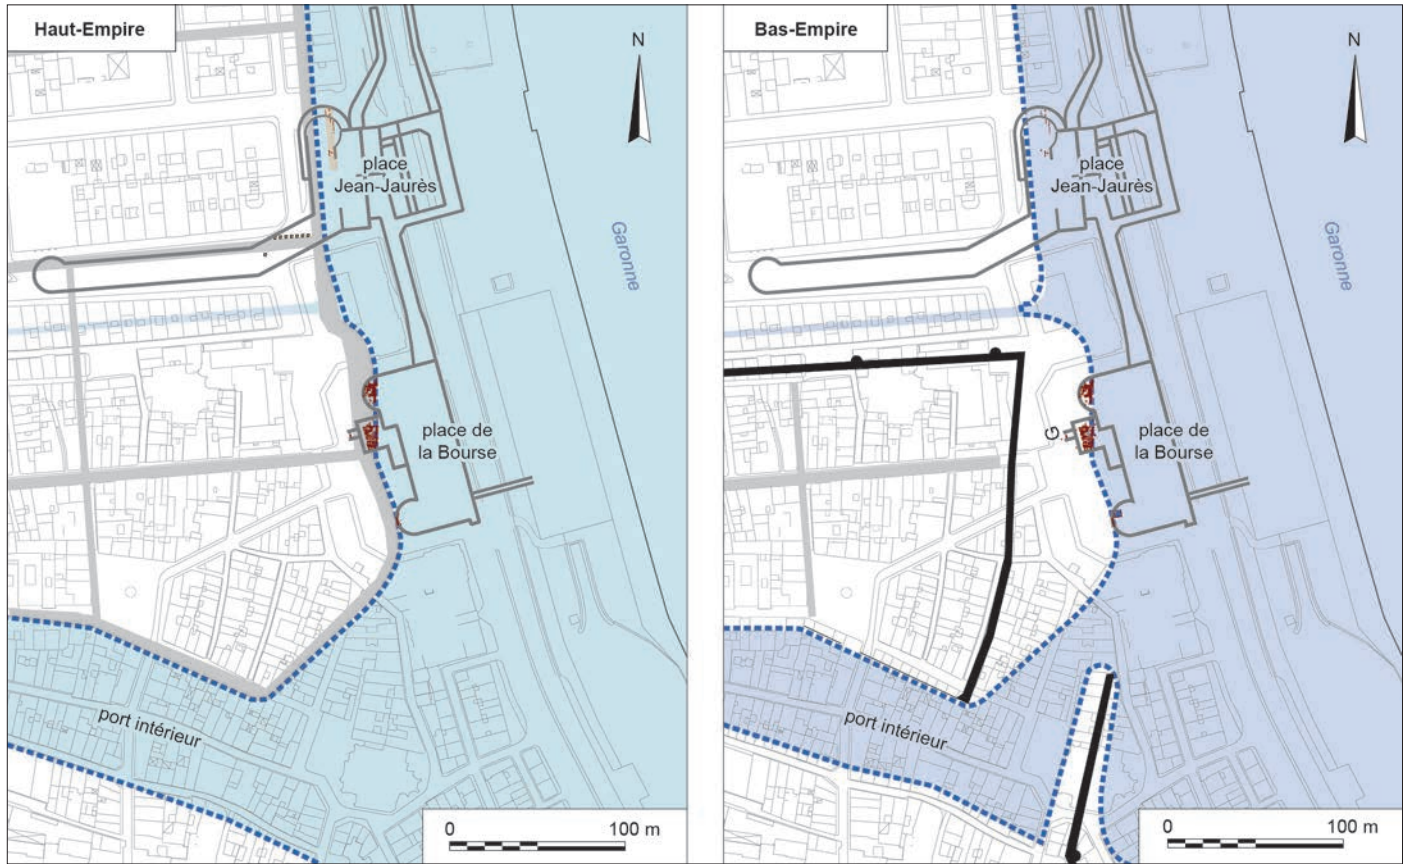 Haut-Empire
N
place
Jean-Jaurès
Garonne
place de
la Bourse
port intérieur
0
100 m
Bas-Empire
N
place
Jean-Jaurès
Garonne
G
place de
la Bourse
port intérieur
0
100 m